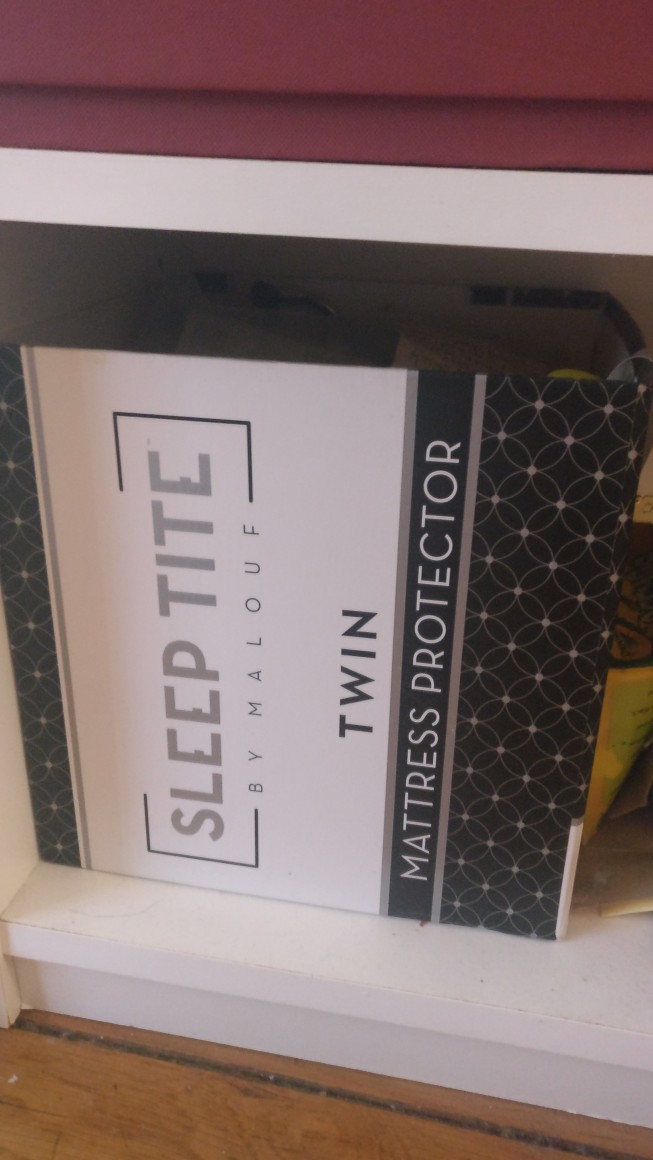 SLEEP TITE
BY MALOUF
TWIN
MATTRESS PROTECTOR